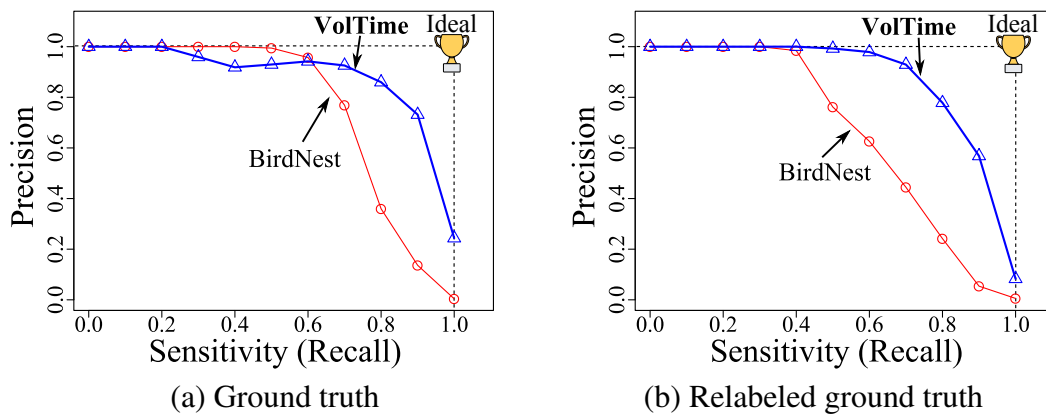 VolTime
Ideal
BirdNest
Precision
0.0 0.2 0.4 0.6 0.8 1.0
0.0 0.2 0.4 0.6 0.8 1.0
Sensitivity (Recall)
(a) Ground truth
VolTime
Ideal
BirdNest
Precision
0.0 0.2 0.4 0.6 0.8 1.0
0.0 0.2 0.4 0.6 0.8 1.0
Sensitivity (Recall)
(b) Relabeled ground truth